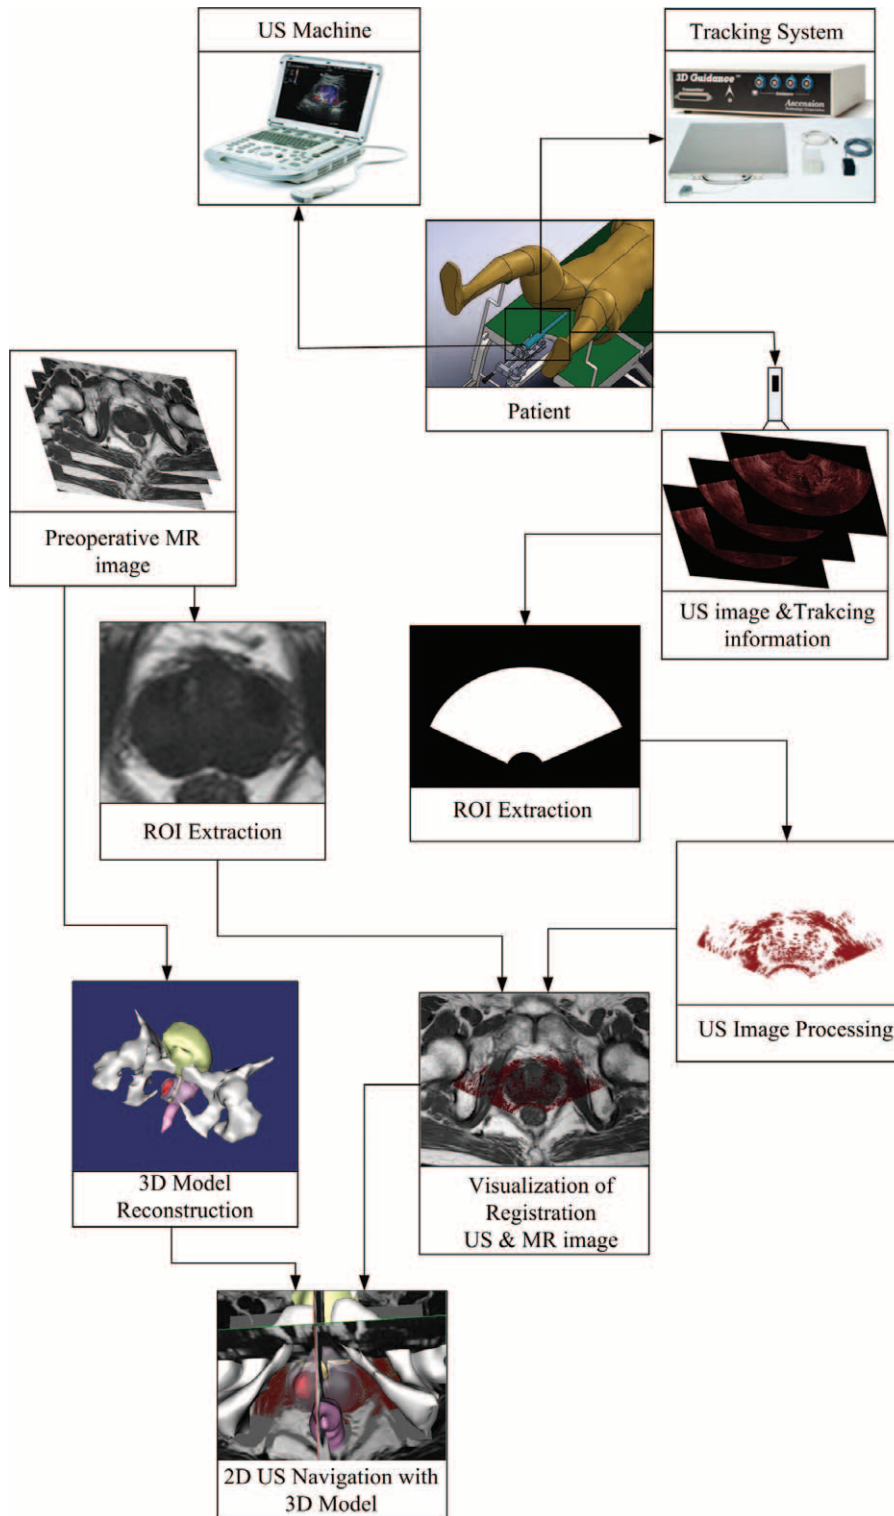 US Machine
Tracking System
3D Guidance™
Ascension
Patient
Preoperative MR
image
US image &Trakcing
information
ROI Extraction
ROI Extraction
US Image Processing
3D Model
Reconstruction
Visualization of
Registration
US & MR image
2D US Navigation with
3D Model